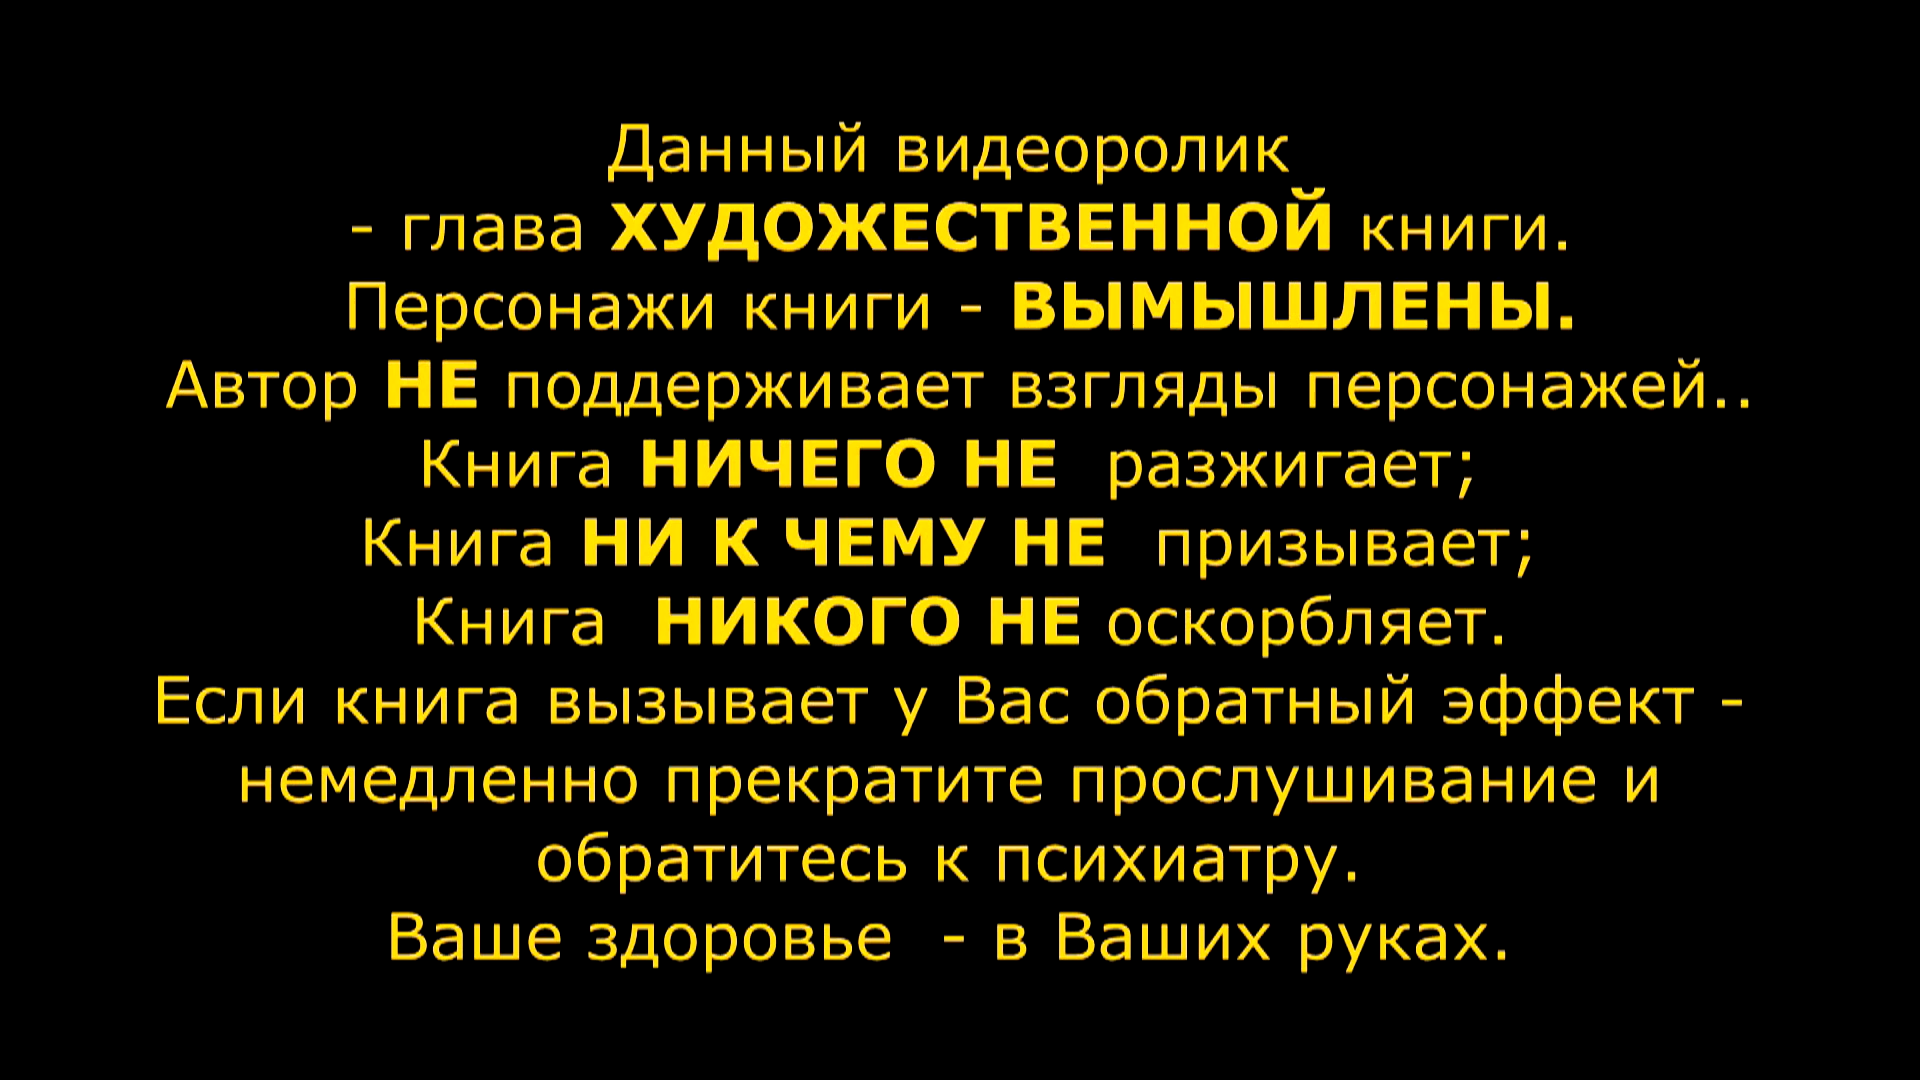 Данный видеоролик
- глава ХУДОЖЕСТВЕННОЙ книги.
Персонажи книги - ВЫМЫШЛЕНЫ.
Автор НЕ поддерживает взгляды персонажей..
Книга НИЧЕГО НЕ  разжигает;
Книга НИ К ЧЕМУ НЕ  призывает;
Книга  НИКОГО НЕ оскорбляет.
Если книга вызывает у Вас обратный эффект -
немедленно прекратите прослушивание и
обратитесь к психиатру.
Ваше здоровье  - в Ваших руках.